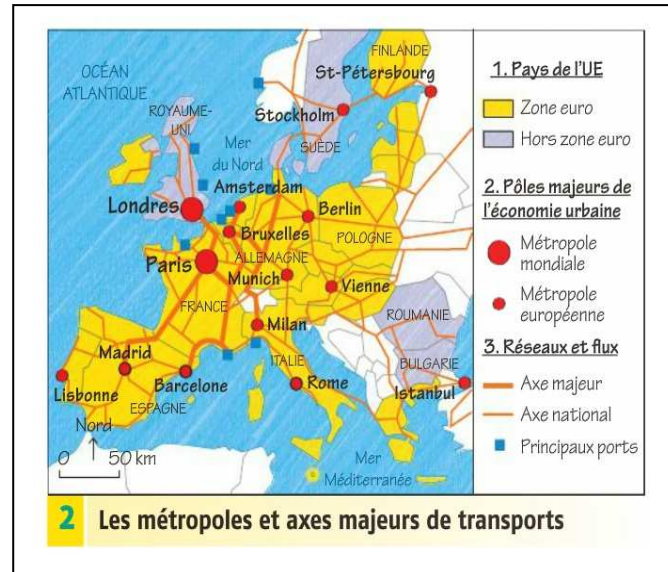 OCÉAN
ATLANTIQUE
ROYAUME-
UNI
Mer
du Nord
FINLANDE
St-Pétersbourg
Stockholm
SUÈDE
Amsterdam
Londres
Berlin
Bruxelles
POLOGNE
Paris
ALLEMAGNE
Munich
Vienne
FRANCE
ROUMANIE
Milan
Madrid
ITALIE
BULGARIE
Lisbonne
Barcelone
Rome
Istanbul
ESPAGNE
Nord
0 50 km
Mer
Méditerranée
1. Pays de l'UE
Zone euro
Hors zone euro
2. Pôles majeurs de
l'économie urbaine
Métropole
mondiale
Métropole
européenne
3. Réseaux et flux
Axe majeur
Axe national
Principaux ports
2 Les métropoles et axes majeurs de transports